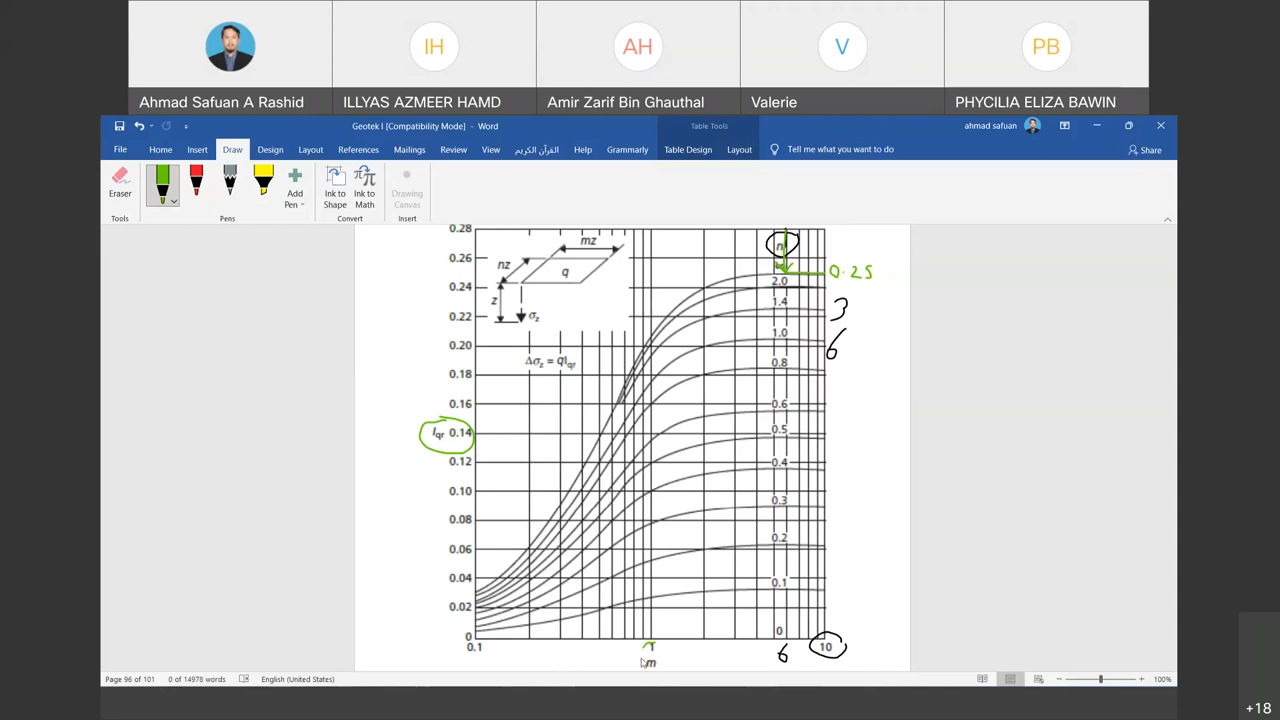 IH
AH
V
PB
Ahmad Safuan A Rashid
ILLYAS AZMEER HAMD
Amir Zarif Bin Ghauthal
Valerie
PHYCILIA ELIZA BAWIN
Geotek I [Compatibility Mode] - Word
Table Tools
ahmad safuan
File Home Insert Draw Design Layout References Mailings Review View القرآن الكريم Help Grammarly Table Design Layout Tell me what you want to do Share
Eraser
Add Pen
Ink to Shape
Ink to Math
Drawing Canvas
Tools
Pens
Convert
Insert
0.28
0.26
0.24
0.22
0.20
0.18
0.16
Iqr 0.14
0.12
0.10
0.08
0.06
0.04
0.02
0
mz
nz
q
z
σz
Δσz = qIqr
n
0.25
2.0
1.4
3
1.0
6
0.8
0.6
0.5
0.4
0.3
0.2
0.1
0
0.1
1
6
10
m
Page 96 of 101 0 of 14978 words English (United States) 100%
+18